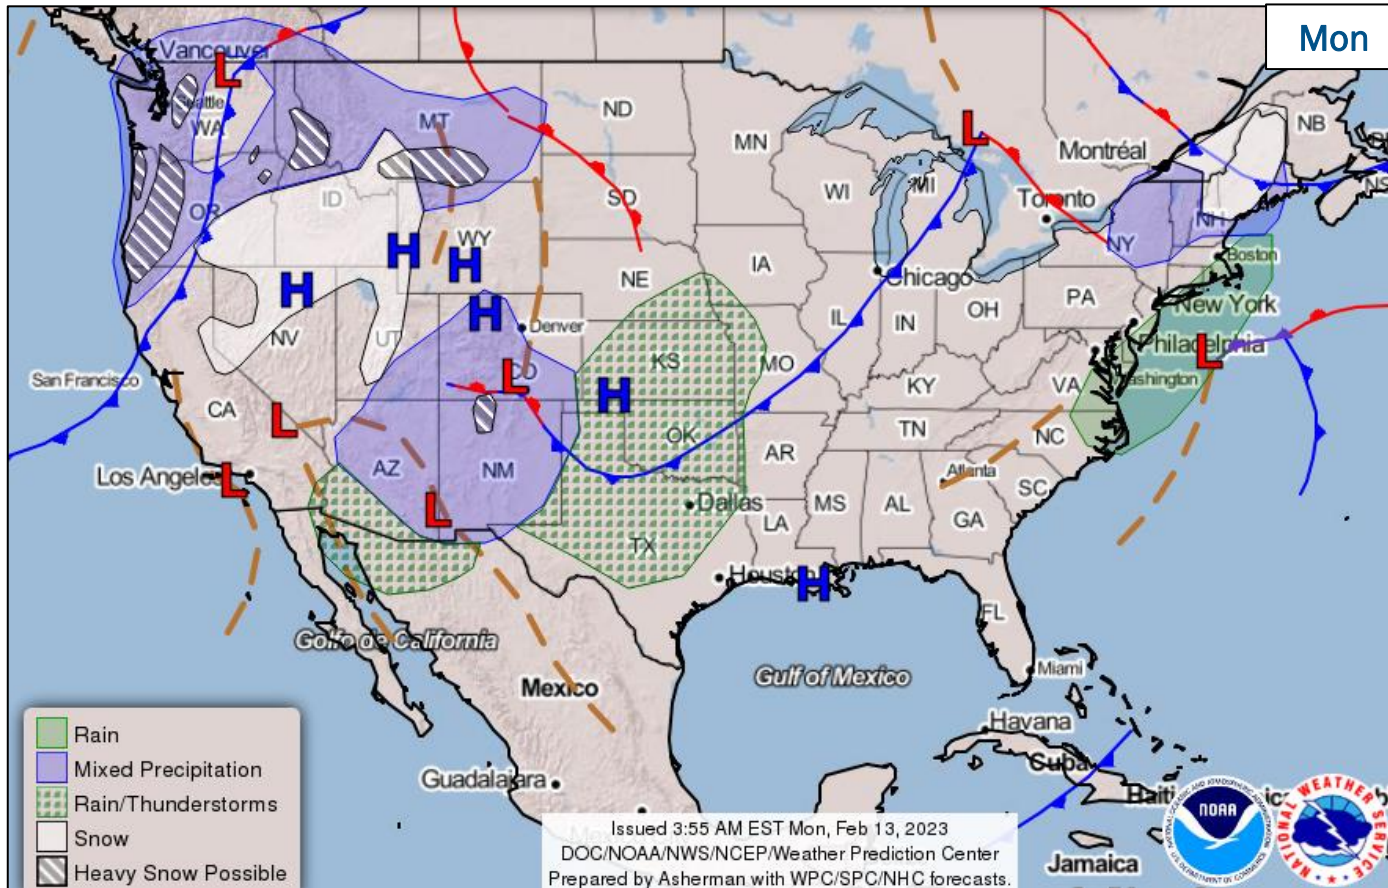 Mon
Vancouver
Seattle
WA
MT
ND
MN
Montréal
NB
NS
OR
ID
WY
SD
WI
MI
Toronto
NY
NH
Boston
NE
IA
Chicago
PA
New York
NV
UT
Denver
IL
IN
OH
Philadelphia
San Francisco
CA
CO
KS
MO
KY
VA
Washington
Los Angeles
AZ
NM
OK
AR
TN
NC
Atlanta
SC
Dallas
TX
LA
MS
AL
GA
Houston
FL
Golfo de California
Gulf of Mexico
Miami
Mexico
Havana
Cuba
Guadalajara
Haiti
Jamaica
L
L
L
L
L
L
L
H
H
H
H
H
H
Rain
Mixed Precipitation
Rain/Thunderstorms
Snow
Heavy Snow Possible
Issued 3:55 AM EST Mon, Feb 13, 2023
DOC/NOAA/NWS/NCEP/Weather Prediction Center
Prepared by Asherman with WPC/SPC/NHC forecasts.
NOAA
NATIONAL WEATHER SERVICE